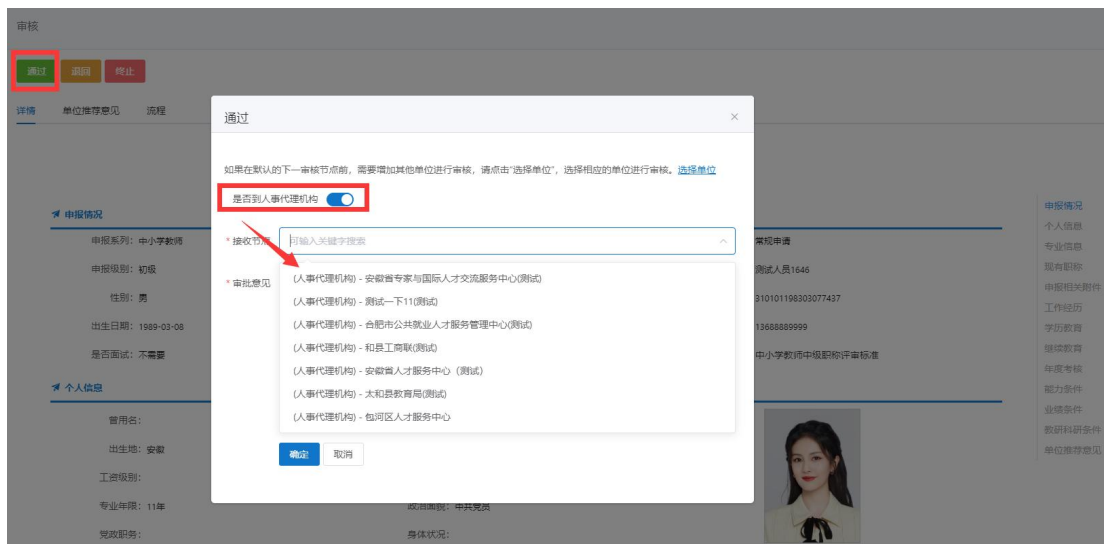 审核
通过 退回 终止
详情 单位推荐意见 流程
通过
如果在默认的下一审核节点前，需要增加其他单位进行审核，请点击“选择单位”，选择相应的单位进行审核。选择单位
是否到人事代理机构
* 接收节点 可输入关键字搜索
(人事代理机构) - 安徽省专家与国际人才交流服务中心(测试)
(人事代理机构) - 测试一下11(测试)
(人事代理机构) - 合肥市公共就业人才服务管理中心(测试)
(人事代理机构) - 和县工商联(测试)
(人事代理机构) - 安徽省人才服务中心（测试）
(人事代理机构) - 太和县教育局(测试)
(人事代理机构) - 包河区人才服务中心
* 审批意见
确定 取消
申报情况
申报系列：中小学教师
常规申请
申报级别：初级
测试人员1646
性别：男
310101198303077437
出生日期：1989-03-08
13688889999
是否面试：不需要
中小学教师中级职称评审标准
个人信息
曾用名：
出生地：安徽
工资级别：
专业年限：11年
政治面貌：中共党员
党政职务：
身体状况：
申报情况
个人信息
专业信息
现有职称
申报相关附件
工作经历
学历教育
继续教育
年度考核
能力条件
业绩条件
教研科研条件
单位推荐意见